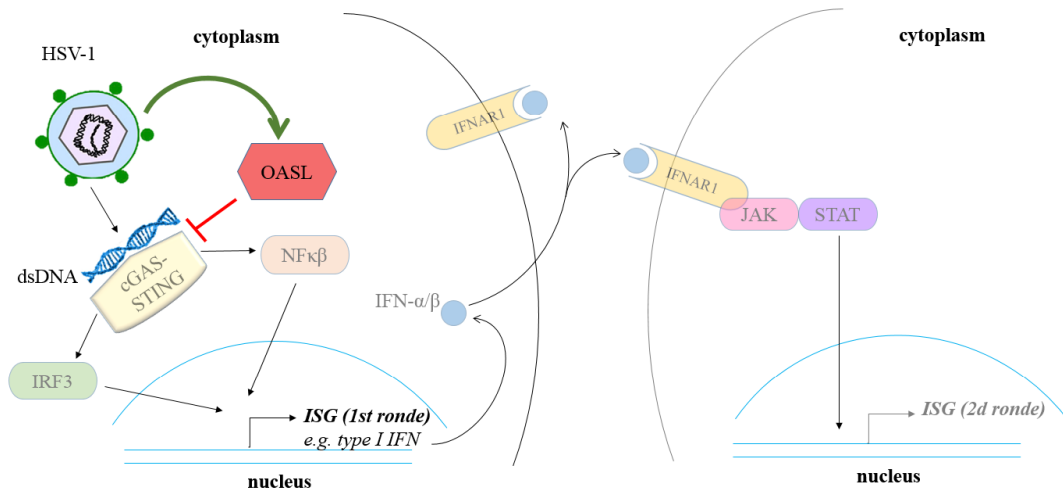 cytoplasm
HSV-1
OASL
dsDNA
cGAS-
STING
NFκβ
IRF3
ISG (1st ronde)
e.g. type I IFN
nucleus
IFN-α/β
IFNAR1
cytoplasm
IFNAR1
JAK
STAT
ISG (2d ronde)
nucleus